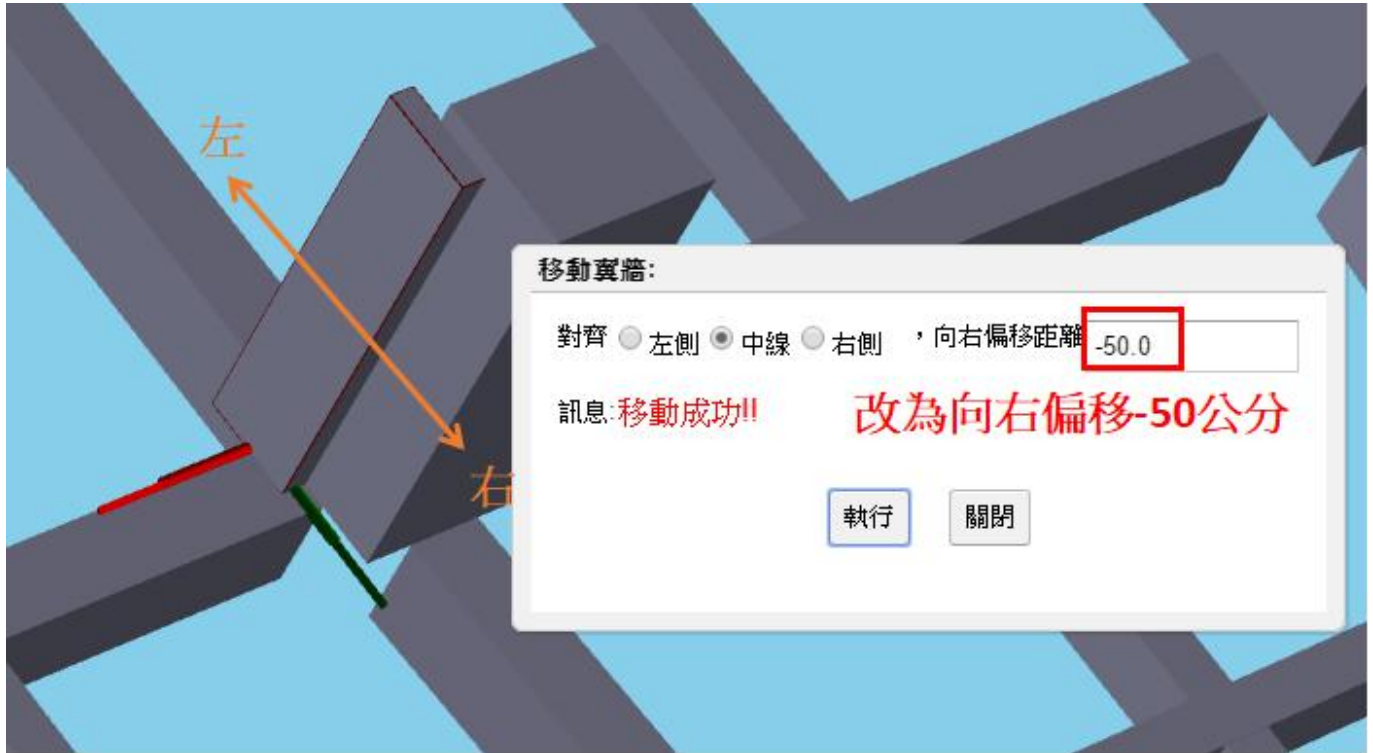 左
右
移動翼牆:
對齊 左側 中線 右側 ，向右偏移距離 -50.0
訊息:移動成功!!
改為向右偏移-50公分
執行 關閉